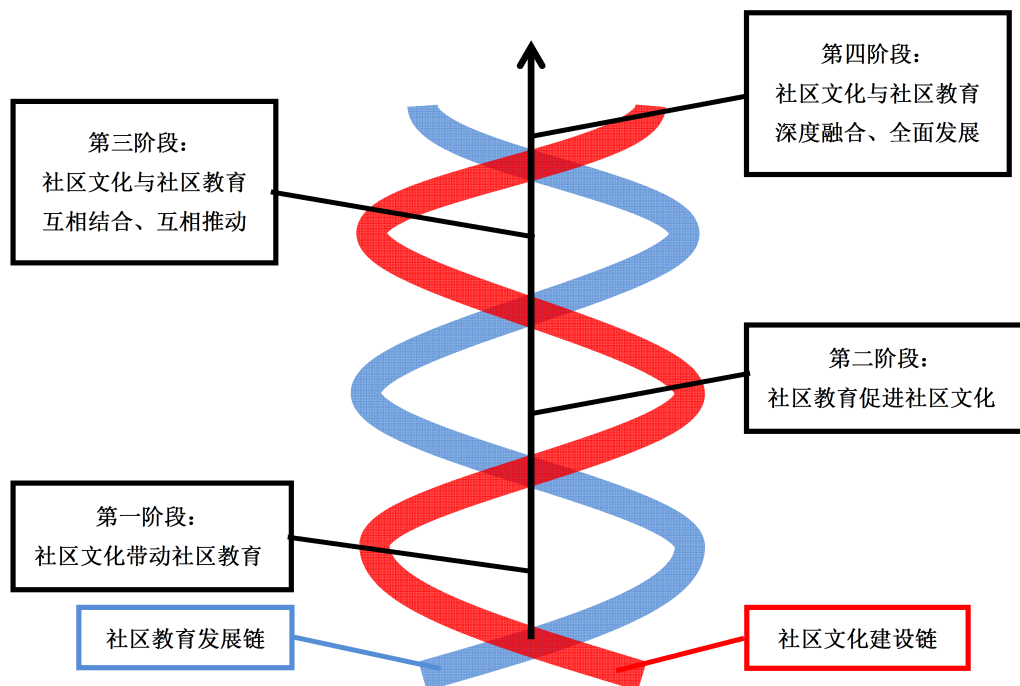 第四阶段：
社区文化与社区教育
深度融合、全面发展
第三阶段：
社区文化与社区教育
互相结合、互相推动
第二阶段：
社区教育促进社区文化
第一阶段：
社区文化带动社区教育
社区教育发展链
社区文化建设链